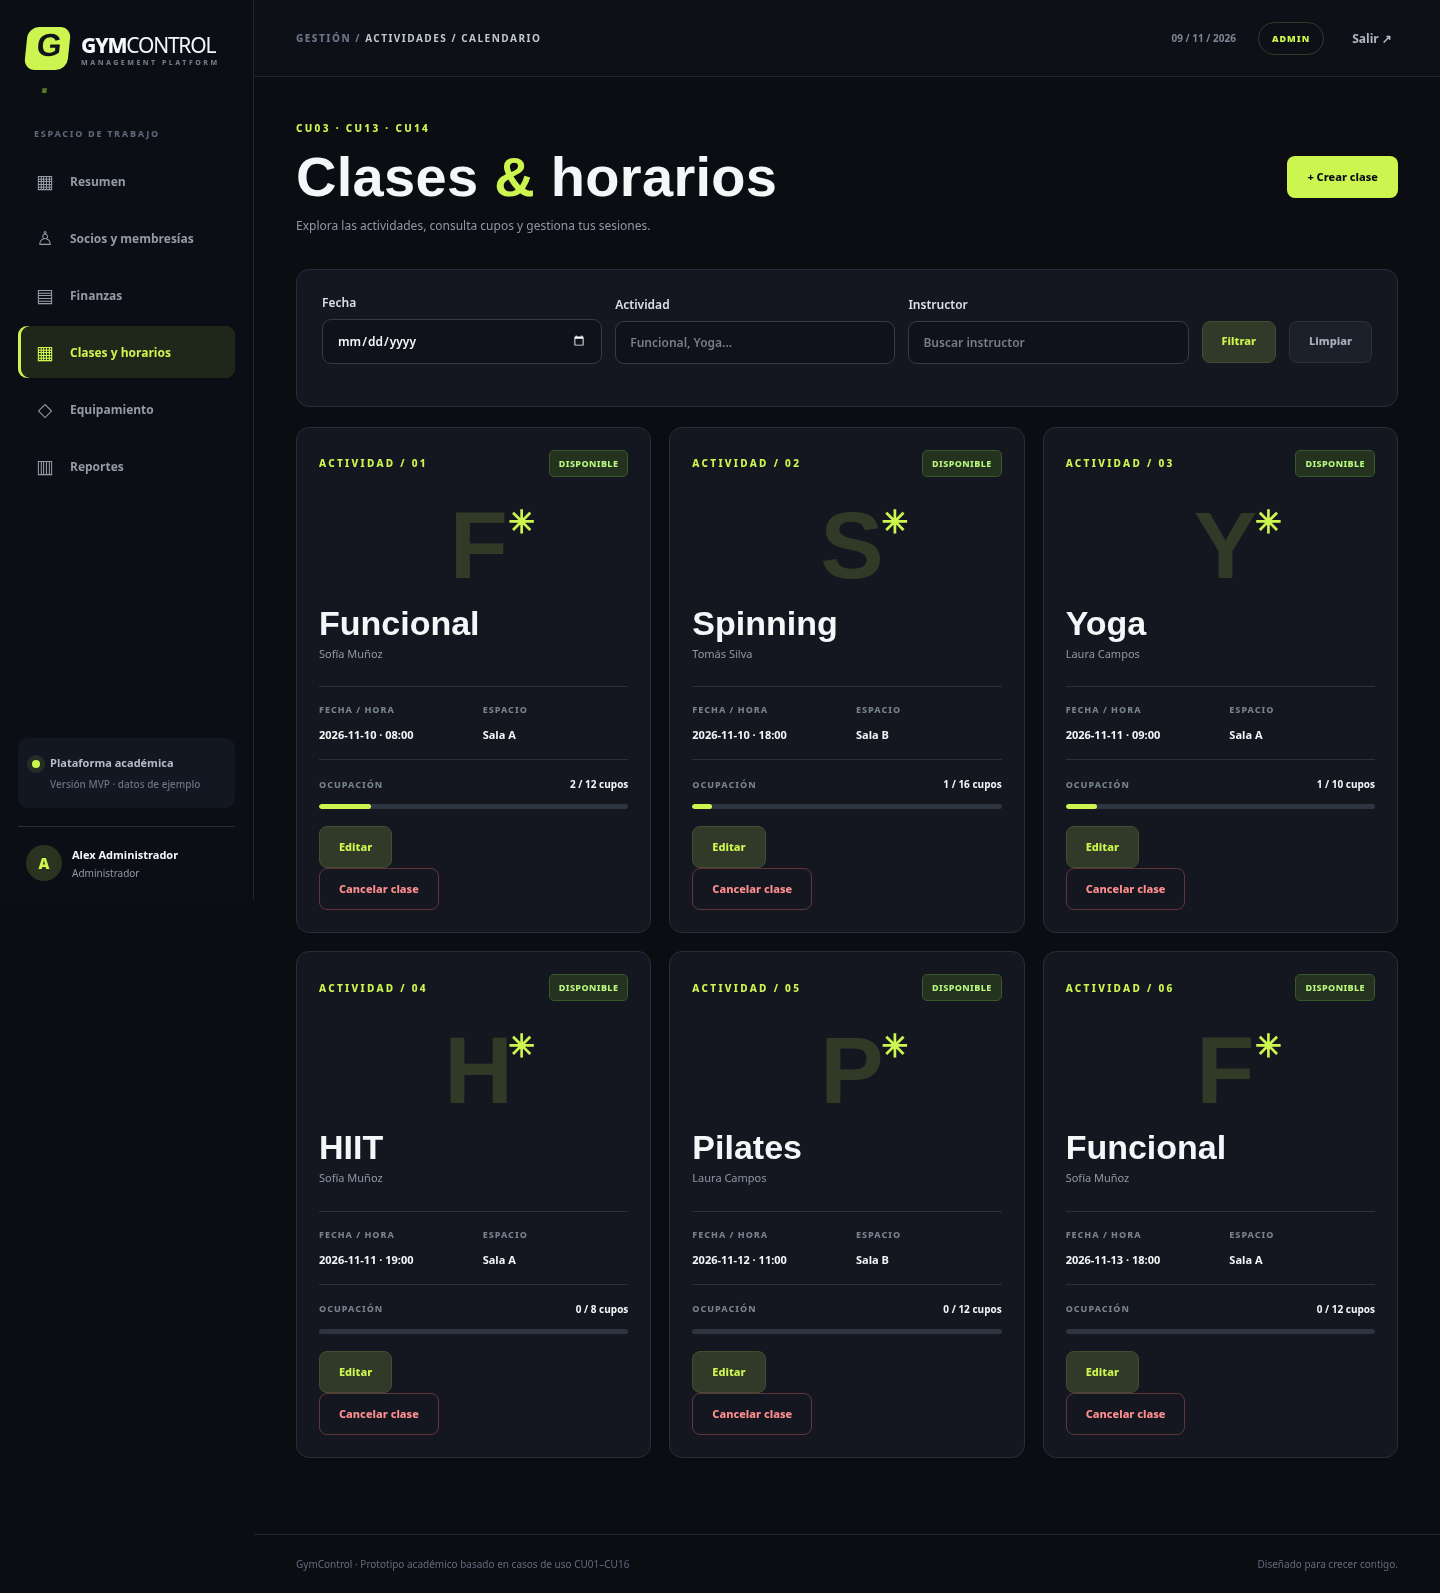 G GYMCONTROL
MANAGEMENT PLATFORM
ESPACIO DE TRABAJO
Resumen
Socios y membresías
Finanzas
Clases y horarios
Equipamiento
Reportes
Plataforma académica
Versión MVP · datos de ejemplo
A Alex Administrador
Administrador
GESTIÓN / ACTIVIDADES / CALENDARIO
09 / 11 / 2026 ADMIN Salir ↗
CU03 · CU13 · CU14
Clases & horarios
+ Crear clase
Explora las actividades, consulta cupos y gestiona tus sesiones.
Fecha Actividad Instructor
mm/dd/yyyy Funcional, Yoga... Buscar instructor Filtrar Limpiar
ACTIVIDAD / 01 DISPONIBLE
F✳
Funcional
Sofía Muñoz
FECHA / HORA ESPACIO
2026-11-10 · 08:00 Sala A
OCUPACIÓN 2 / 12 cupos
Editar
Cancelar clase
ACTIVIDAD / 02 DISPONIBLE
S✳
Spinning
Tomás Silva
FECHA / HORA ESPACIO
2026-11-10 · 18:00 Sala B
OCUPACIÓN 1 / 16 cupos
Editar
Cancelar clase
ACTIVIDAD / 03 DISPONIBLE
Y✳
Yoga
Laura Campos
FECHA / HORA ESPACIO
2026-11-11 · 09:00 Sala A
OCUPACIÓN 1 / 10 cupos
Editar
Cancelar clase
ACTIVIDAD / 04 DISPONIBLE
H✳
HIIT
Sofía Muñoz
FECHA / HORA ESPACIO
2026-11-11 · 19:00 Sala A
OCUPACIÓN 0 / 8 cupos
Editar
Cancelar clase
ACTIVIDAD / 05 DISPONIBLE
P✳
Pilates
Laura Campos
FECHA / HORA ESPACIO
2026-11-12 · 11:00 Sala B
OCUPACIÓN 0 / 12 cupos
Editar
Cancelar clase
ACTIVIDAD / 06 DISPONIBLE
F✳
Funcional
Sofía Muñoz
FECHA / HORA ESPACIO
2026-11-13 · 18:00 Sala A
OCUPACIÓN 0 / 12 cupos
Editar
Cancelar clase
GymControl · Prototipo académico basado en casos de uso CU01–CU16
Diseñado para crecer contigo.